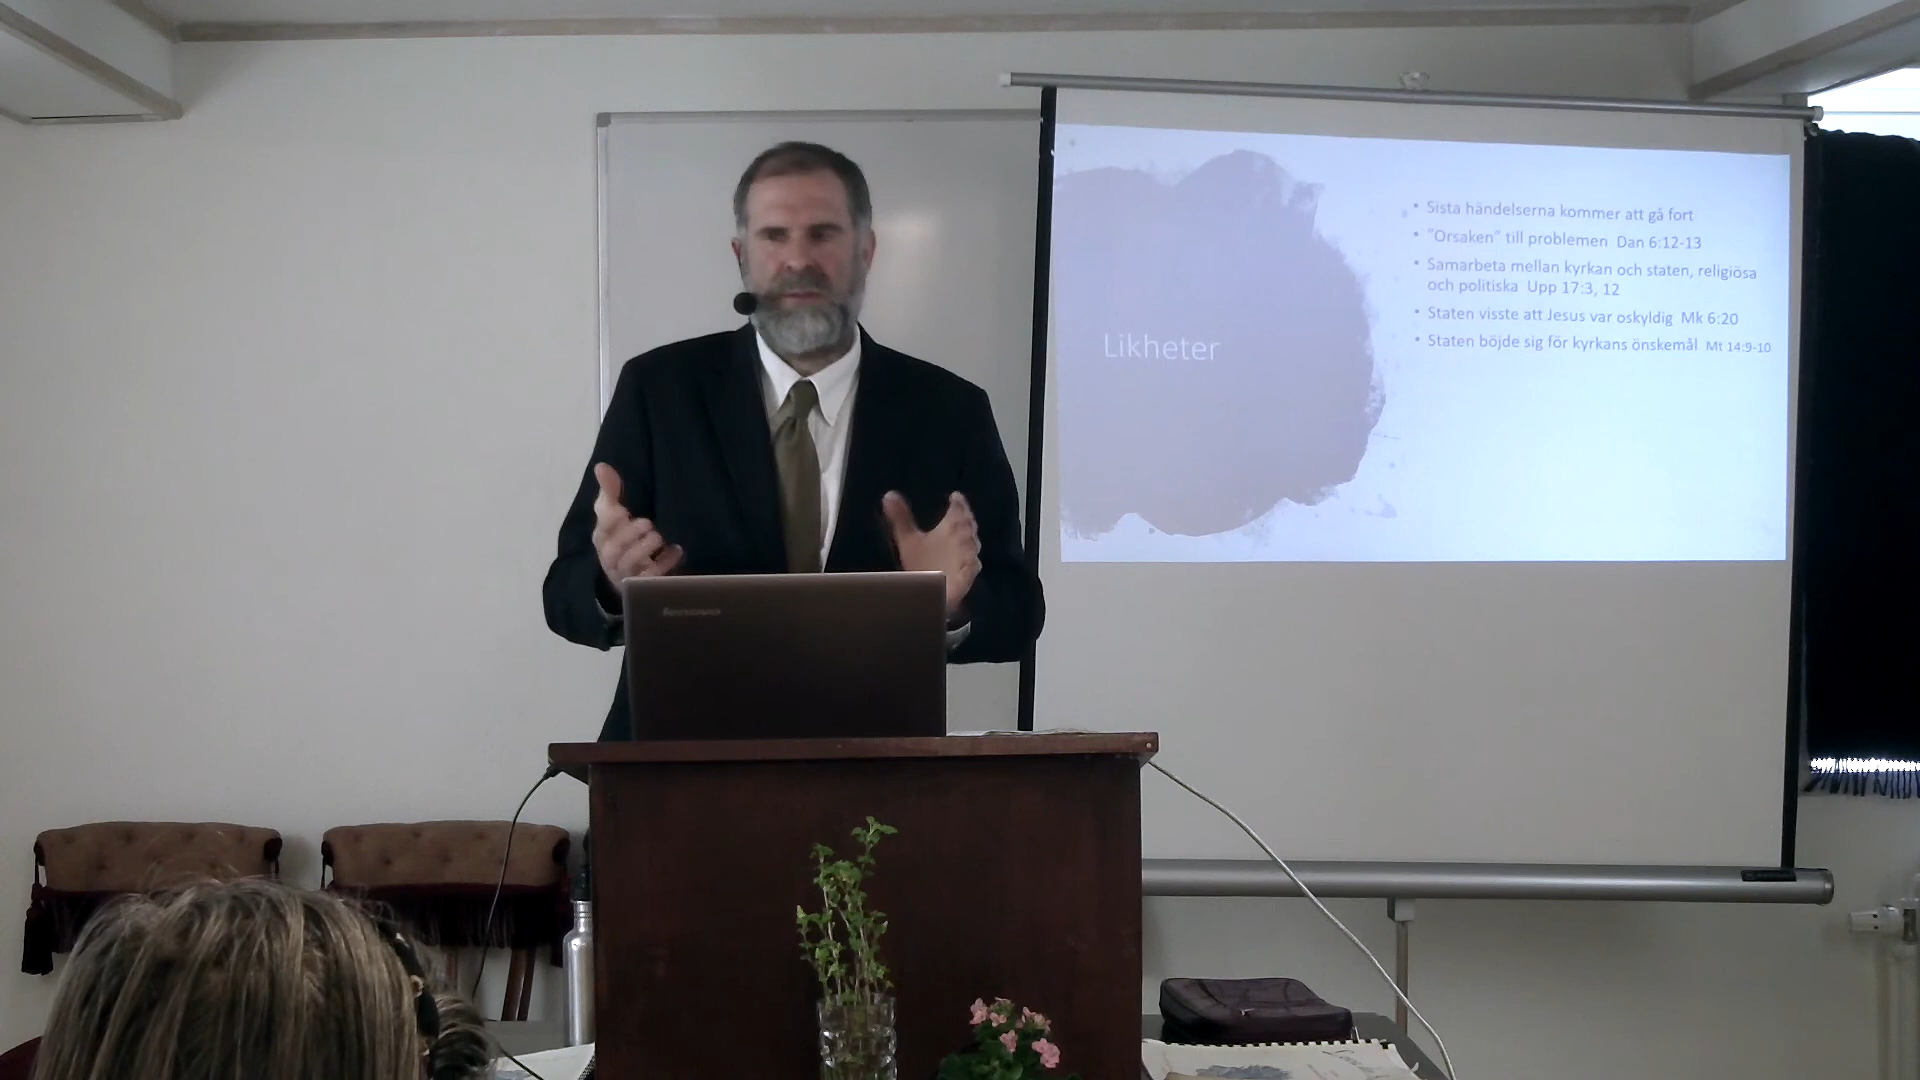 Likheter
• Sista händelserna kommer att gå fort
• "Orsaken" till problemen Dan 6:12-13
• Samarbeta mellan kyrkan och staten, religiösa
och politiska Upp 17:3, 12
• Staten visste att Jesus var oskyldig Mk 6:20
• Staten böjde sig för kyrkans önskemål Mt 14:9-10
lenovo